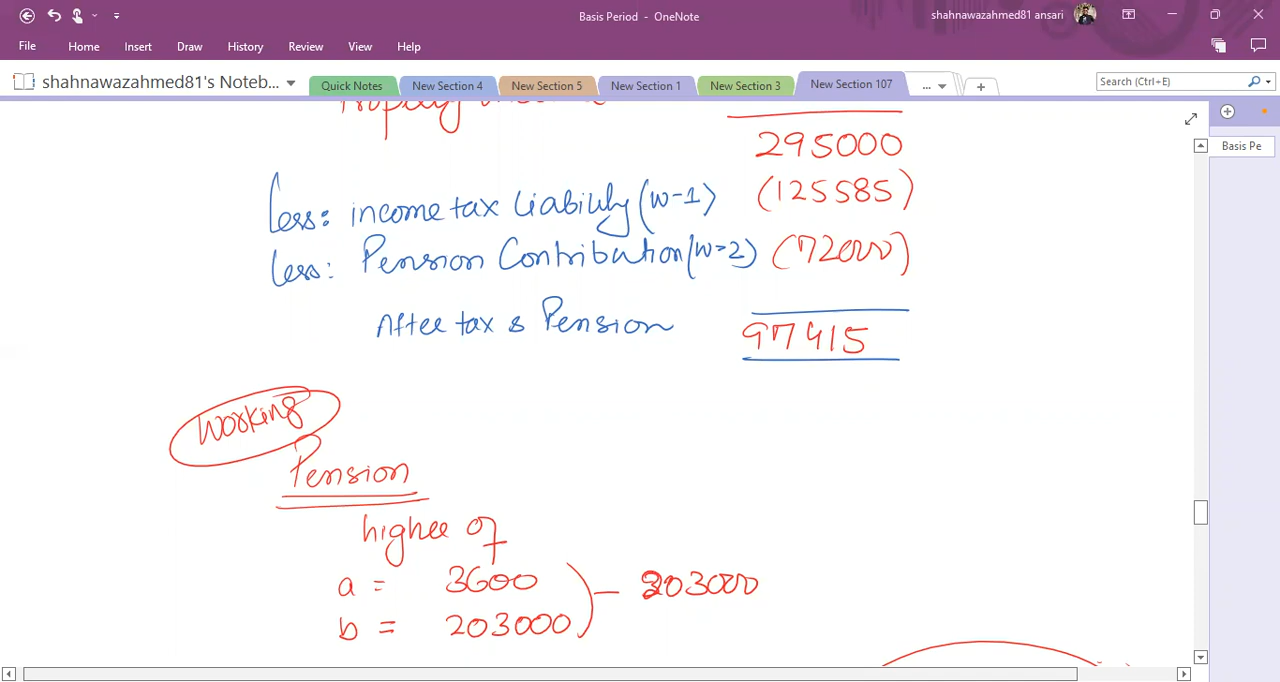 Basis Period - OneNote
shahnawazahmed81 ansari
File Home Insert Draw History Review View Help
shahnawazahmed81's Noteb...
Quick Notes New Section 4 New Section 5 New Section 1 New Section 3 New Section 107 ...
Search (Ctrl+E)
Basis Pe
295000
Less: income tax Liability (W-1) (125585)
Less: Pension Contribution (W-2) (72000)
After tax & Pension 97415
Working
Pension
higher of
a = 3600
203000
b = 203000